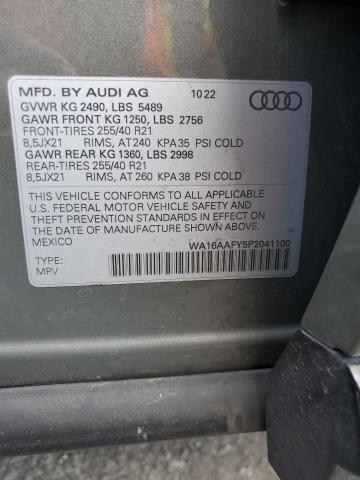 MFD. BY AUDI AG 10 22
GVWR KG 2490, LBS 5489
GAWR FRONT KG 1250, LBS 2756
FRONT-TIRES 255/40 R21
8,5JX21 RIMS, AT 240 KPA 35 PSI COLD
GAWR REAR KG 1360, LBS 2998
REAR-TIRES 255/40 R21
8,5JX21 RIMS, AT 260 KPA 38 PSI COLD
THIS VEHICLE CONFORMS TO ALL APPLICABLE
U.S. FEDERAL MOTOR VEHICLE SAFETY AND
THEFT PREVENTION STANDARDS IN EFFECT ON
THE DATE OF MANUFACTURE SHOWN ABOVE.
MEXICO WA16AAFY5P2041100
TYPE:
MPV